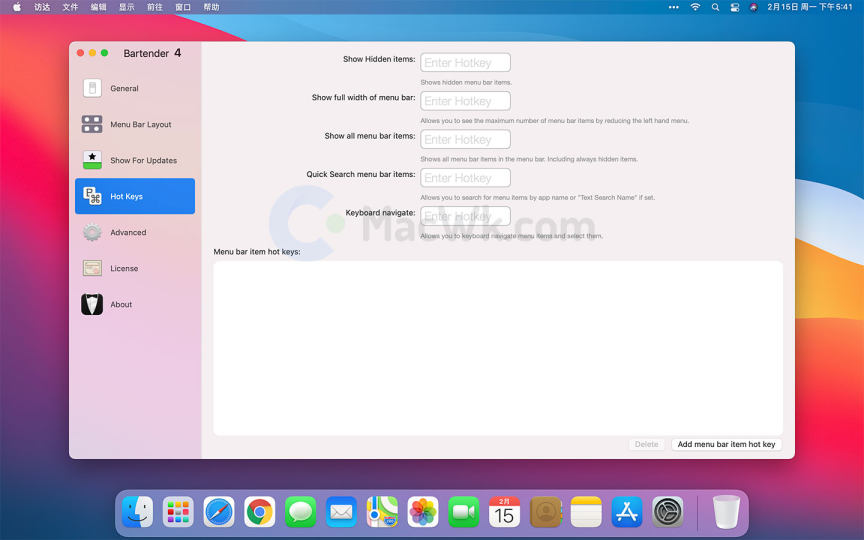 访达 文件 编辑 显示 前往 窗口 帮助 2月15日 周一 下午5:41
Bartender 4
General
Menu Bar Layout
Show For Updates
Hot Keys
Advanced
License
About
Show Hidden items: Enter Hotkey
Shows hidden menu bar items.
Show full width of menu bar: Enter Hotkey
Allows you to see the maximum number of menu bar items by reducing the left hand menu.
Show all menu bar items: Enter Hotkey
Shows all menu bar items in the menu bar. Including always hidden items.
Quick Search menu bar items: Enter Hotkey
Allows you to search for menu items by app name or "Text Search Name" if set.
Keyboard navigate: Enter Hotkey
Allows you to keyboard navigate menu items and select them.
MacWk.com
Menu bar item hot keys:
Delete Add menu bar item hot key
2月
15